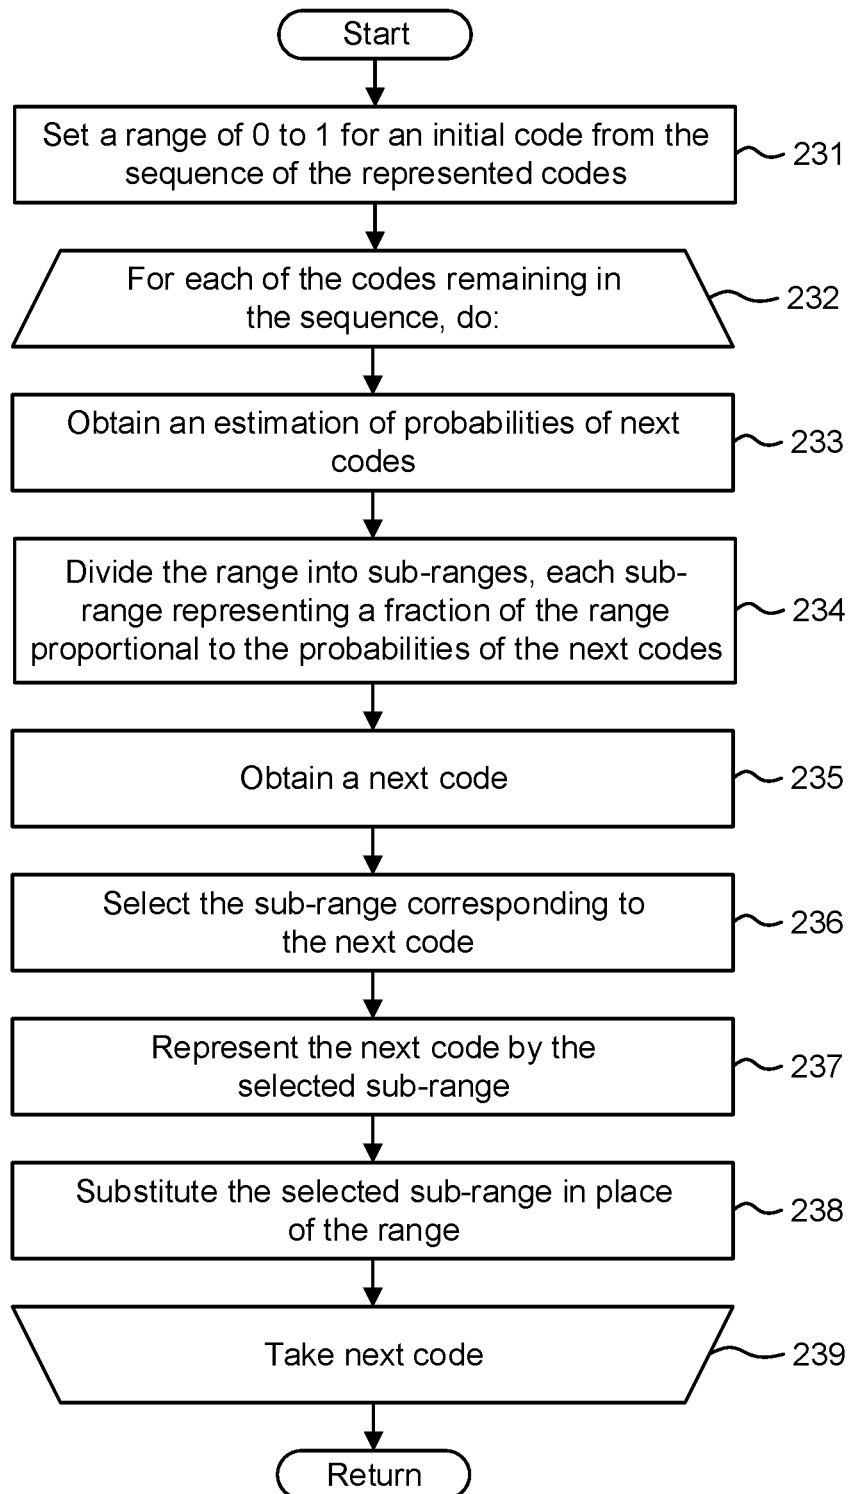 Start
Set a range of 0 to 1 for an initial code from the
sequence of the represented codes
231
For each of the codes remaining in
the sequence, do:
232
Obtain an estimation of probabilities of next
codes
233
Divide the range into sub-ranges, each sub-
range representing a fraction of the range
proportional to the probabilities of the next codes
234
Obtain a next code
235
Select the sub-range corresponding to
the next code
236
Represent the next code by the
selected sub-range
237
Substitute the selected sub-range in place
of the range
238
Take next code
239
Return